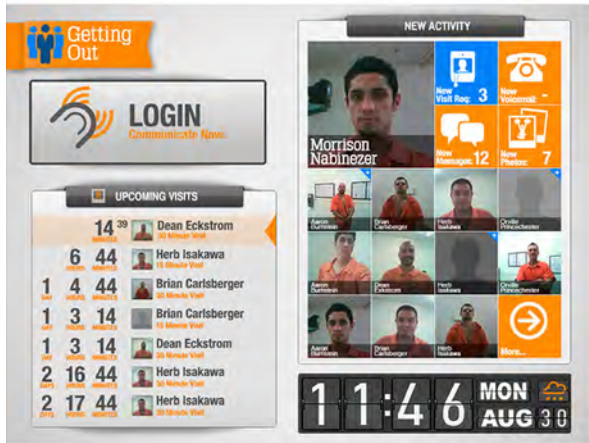 Getting
Out
LOGIN
Communicate Now
UPCOMING VISITS
14 39 Dean Eckstrom
MINUTES 30 Minute Visit
6 44 Herb Isakawa
HOURS MINUTES 15 Minute Visit
1 4 44 Brian Carlsberger
DAY HOURS MINUTES 30 Minute Visit
1 3 14 Brian Carlsberger
DAY HOURS MINUTES 15 Minute Visit
1 3 14 Dean Eckstrom
DAY HOURS MINUTES 30 Minute Visit
2 16 44 Herb Isakawa
DAYS HOURS MINUTES 30 Minute Visit
2 17 44 Herb Isakawa
DAYS HOURS MINUTES 30 Minute Visit
NEW ACTIVITY
Morrison
Nabinezer
New
Visit Req: 3
New
Voicemail: -
New
Messages: 12
New
Photos: 7
Aaron
Burnstein
Brian
Carlsberger
Herb
Isakawa
Orville
Princechester
Aaron
Burnstein
Dean
Eckstrom
Herb
Isakawa
Orville
Princechester
Aaron
Burnstein
Brian
Carlsberger
Herb
Isakawa
More...
11:46 MON
AUG 30